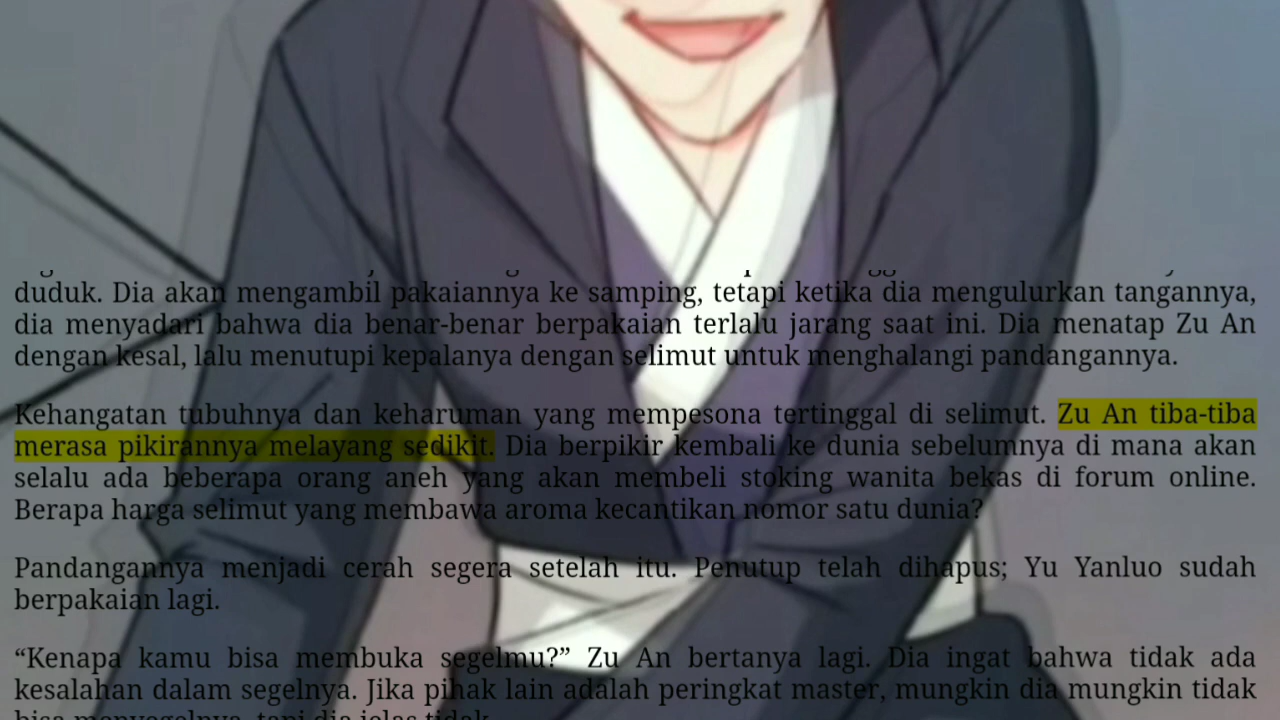 duduk. Dia akan mengambil pakaiannya ke samping, tetapi ketika dia mengulurkan tangannya,
dia menyadari bahwa dia benar-benar berpakaian terlalu jarang saat ini. Dia menatap Zu An
dengan kesal, lalu menutupi kepalanya dengan selimut untuk menghalangi pandangannya.
Kehangatan tubuhnya dan keharuman yang mempesona tertinggal di selimut. Zu An tiba-tiba
merasa pikirannya melayang sedikit. Dia berpikir kembali ke dunia sebelumnya di mana akan
selalu ada beberapa orang aneh yang akan membeli stoking wanita bekas di forum online.
Berapa harga selimut yang membawa aroma kecantikan nomor satu dunia?
Pandangannya menjadi cerah segera setelah itu. Penutup telah dihapus; Yu Yanluo sudah
berpakaian lagi.
“Kenapa kamu bisa membuka segelmu?” Zu An bertanya lagi. Dia ingat bahwa tidak ada
kesalahan dalam segelnya. Jika pihak lain adalah peringkat master, mungkin dia mungkin tidak
bisa menyegelnya, tapi dia jelas tidak.